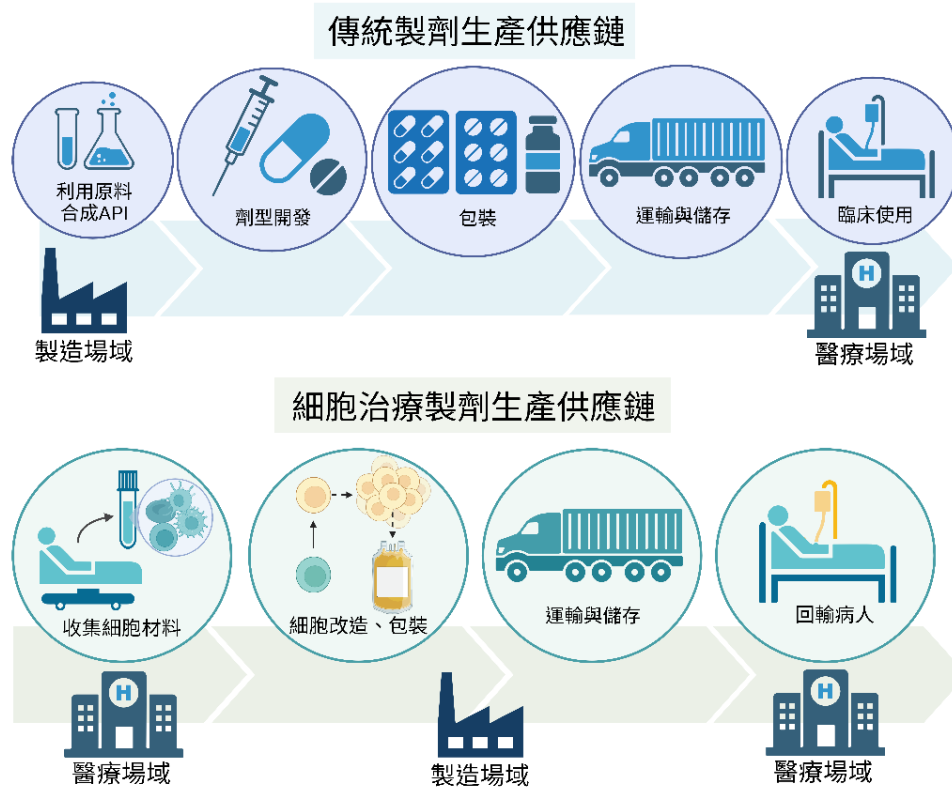 傳統製劑生產供應鏈
利用原料
合成API
劑型開發
包裝
運輸與儲存
臨床使用
H
製造場域
醫療場域
細胞治療製劑生產供應鏈
收集細胞材料
細胞改造、包裝
運輸與儲存
回輸病人
H
H
醫療場域
製造場域
醫療場域